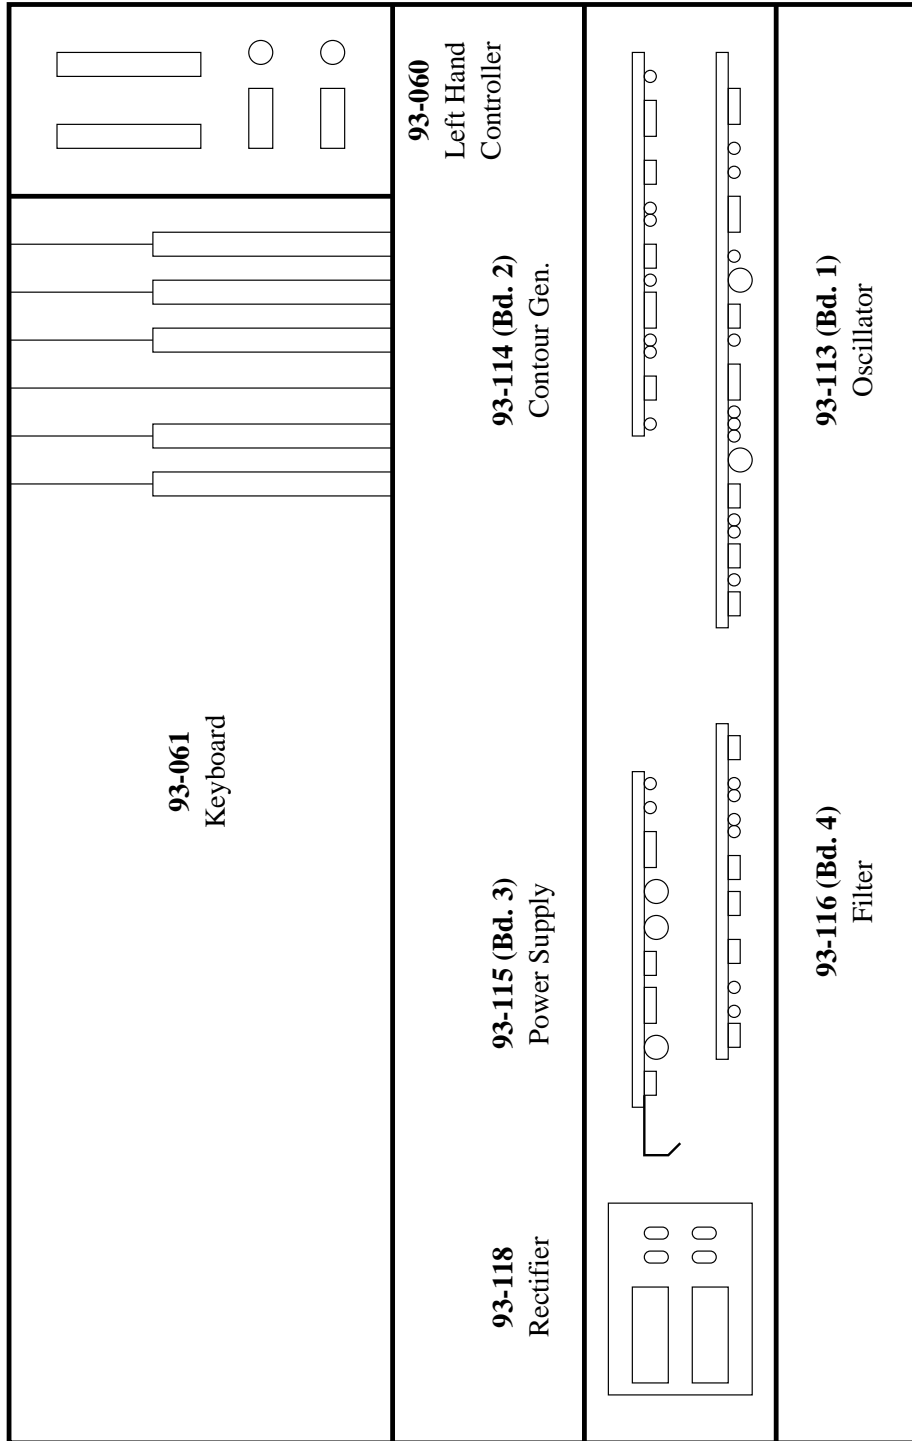 93-060
Left Hand
Controller
93-114 (Bd. 2)
Contour Gen.
93-113 (Bd. 1)
Oscillator
93-061
Keyboard
93-115 (Bd. 3)
Power Supply
93-116 (Bd. 4)
Filter
93-118
Rectifier